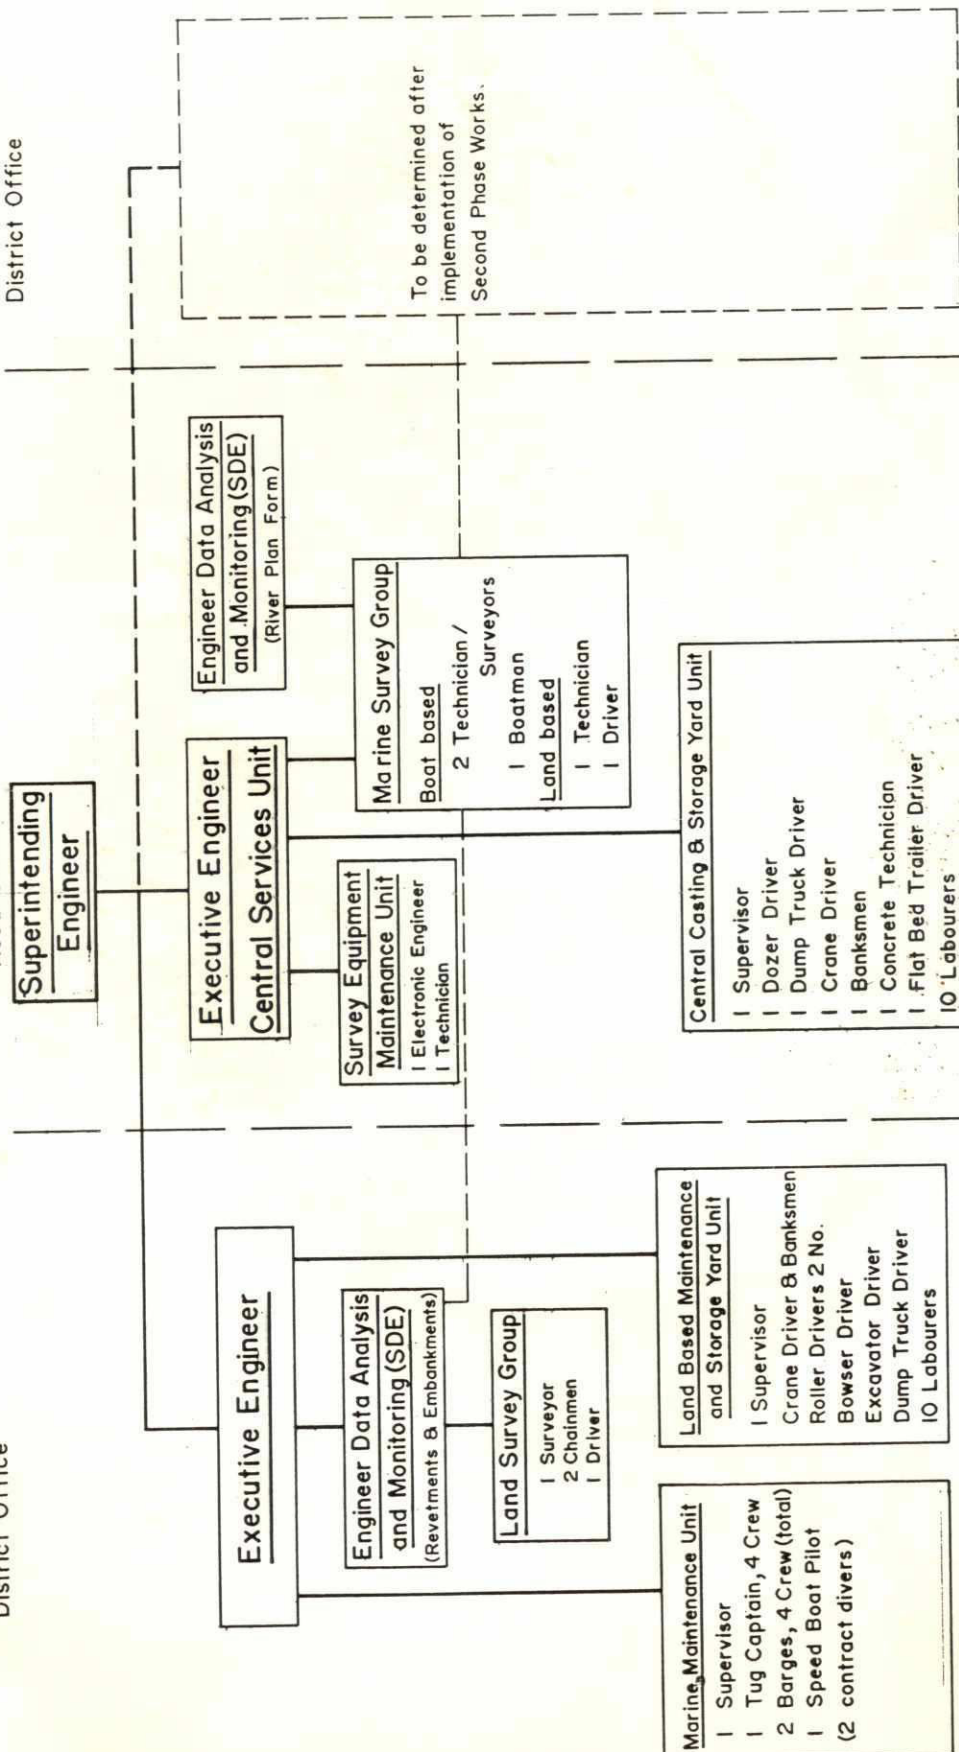 District Office
District Office
Superintending
Engineer
Executive Engineer
Engineer Data Analysis
and Monitoring (SDE)
(Revetments & Embankments)
Land Survey Group
1 Surveyor
2 Chainmen
1 Driver
Marine Maintenance Unit
1 Supervisor
1 Tug Captain, 4 Crew
2 Barges, 4 Crew (total)
1 Speed Boat Pilot
(2 contract divers)
Land Based Maintenance
and Storage Yard Unit
1 Supervisor
Crane Driver & Banksmen
Roller Drivers 2 No.
Bowser Driver
Excavator Driver
Dump Truck Driver
10 Labourers
Executive Engineer
Central Services Unit
Survey Equipment
Maintenance Unit
1 Electronic Engineer
1 Technician
Engineer Data Analysis
and Monitoring (SDE)
(River Plan Form)
Marine Survey Group
Boat based
2 Technician /
Surveyors
1 Boatman
Land based
1 Technician
1 Driver
Central Casting & Storage Yard Unit
1 Supervisor
1 Dozer Driver
1 Dump Truck Driver
1 Crane Driver
1 Banksmen
1 Concrete Technician
1 Flat Bed Trailer Driver
10 Labourers
To be determined after
implementation of
Second Phase Works.